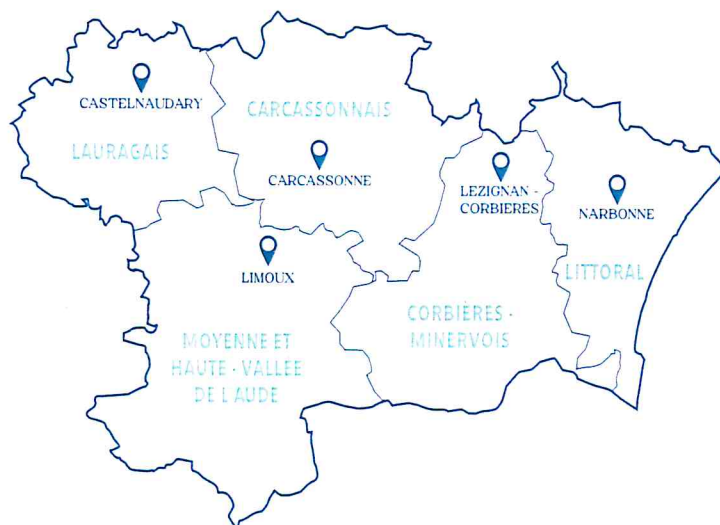 CASTELNAUDARY
LAURAGAIS
CARCASSONNAIS
CARCASSONNE
LEZIGNAN -
CORBIERES
NARBONNE
LITTORAL
LIMOUX
MOYENNE ET
HAUTE - VALLEE
DE L'AUDE
CORBIÈRES -
MINERVOIS